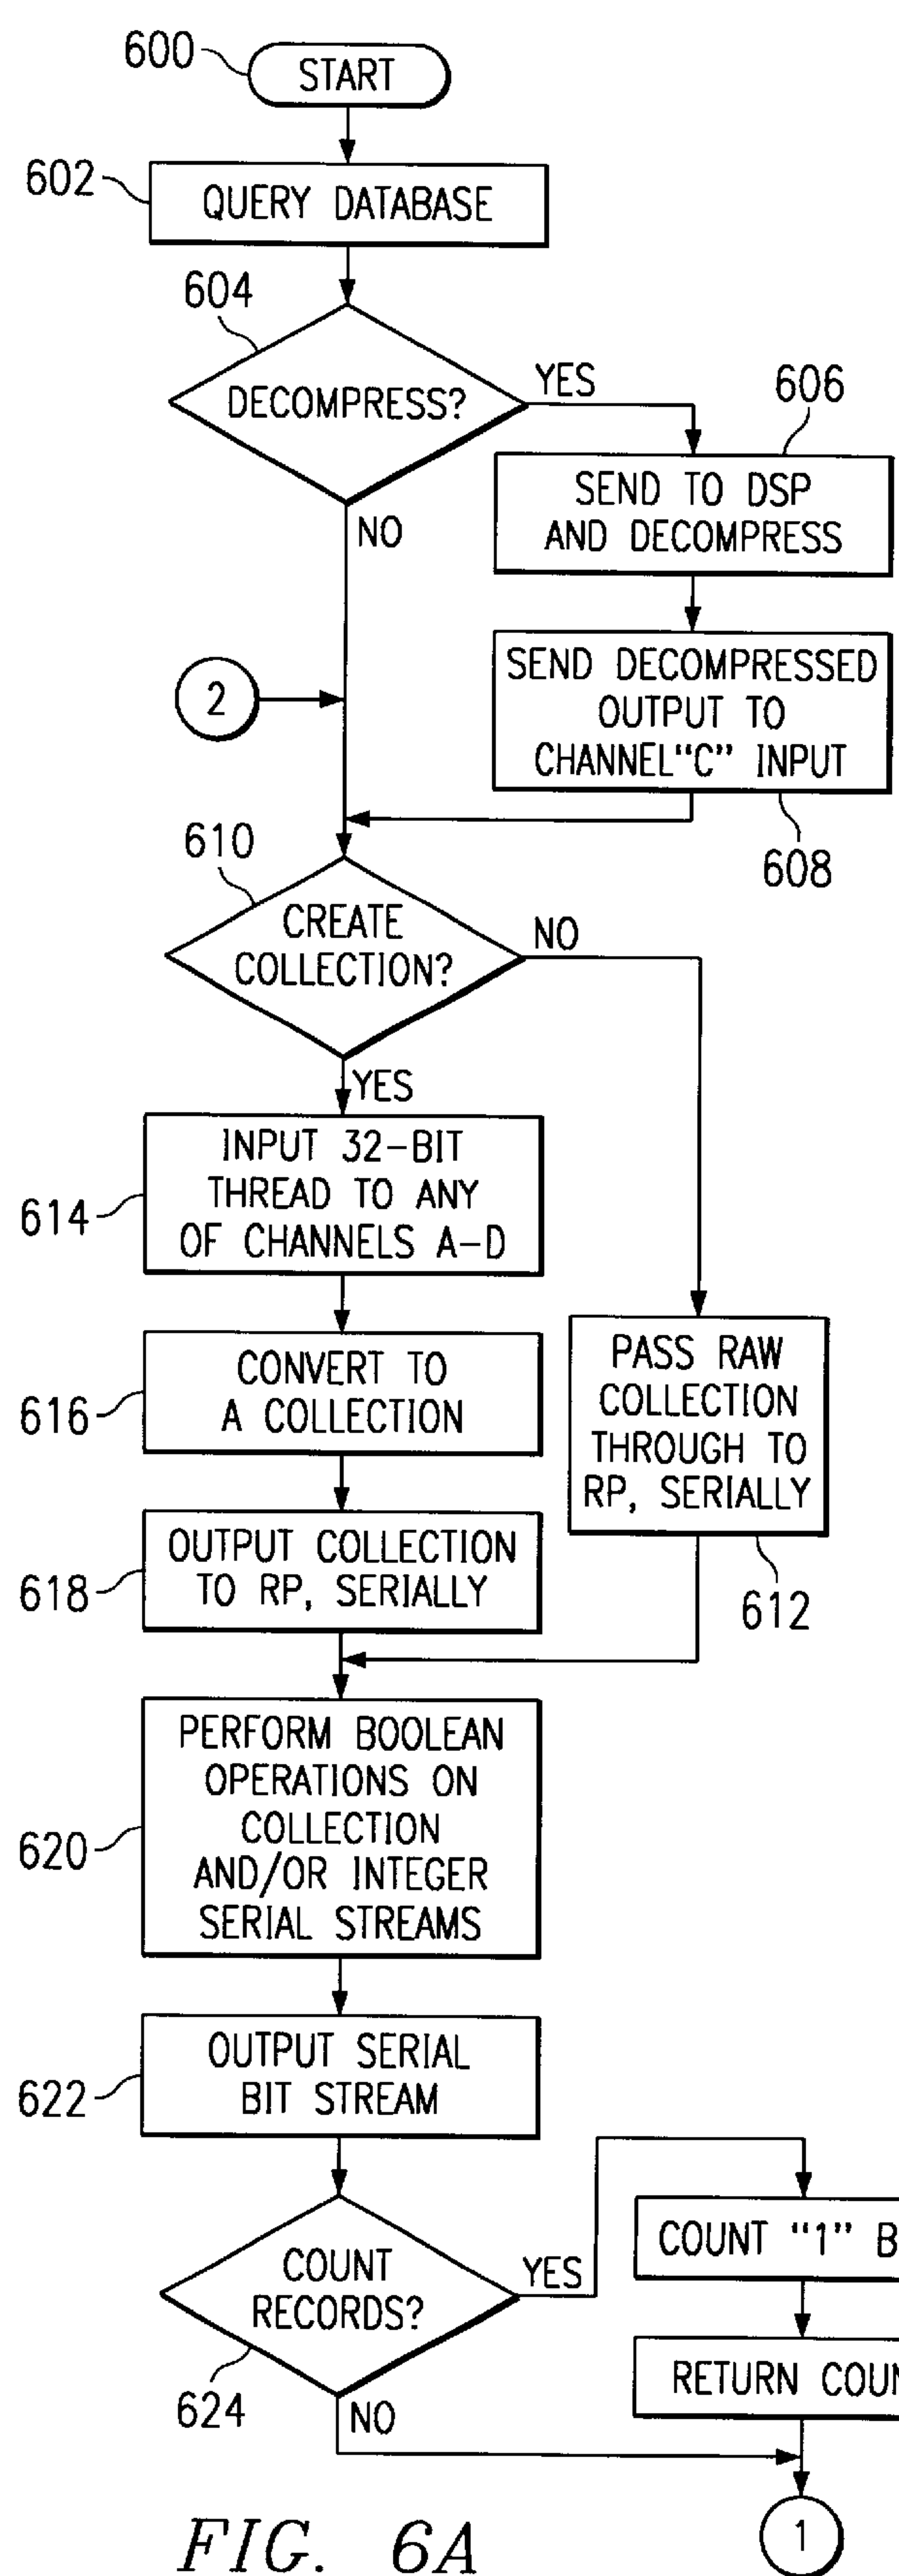 600
START
602
QUERY DATABASE
604
DECOMPRESS?
YES
606
SEND TO DSP
AND DECOMPRESS
NO
SEND DECOMPRESSED
OUTPUT TO
CHANNEL"C" INPUT
608
2
610
CREATE
COLLECTION?
NO
YES
614
INPUT 32-BIT
THREAD TO ANY
OF CHANNELS A-D
616
CONVERT TO
A COLLECTION
PASS RAW
COLLECTION
THROUGH TO
RP, SERIALLY
612
618
OUTPUT COLLECTION
TO RP, SERIALLY
620
PERFORM BOOLEAN
OPERATIONS ON
COLLECTION
AND/OR INTEGER
SERIAL STREAMS
622
OUTPUT SERIAL
BIT STREAM
COUNT
RECORDS?
624
YES
COUNT "1" B
RETURN COUN
NO
1
FIG. 6A